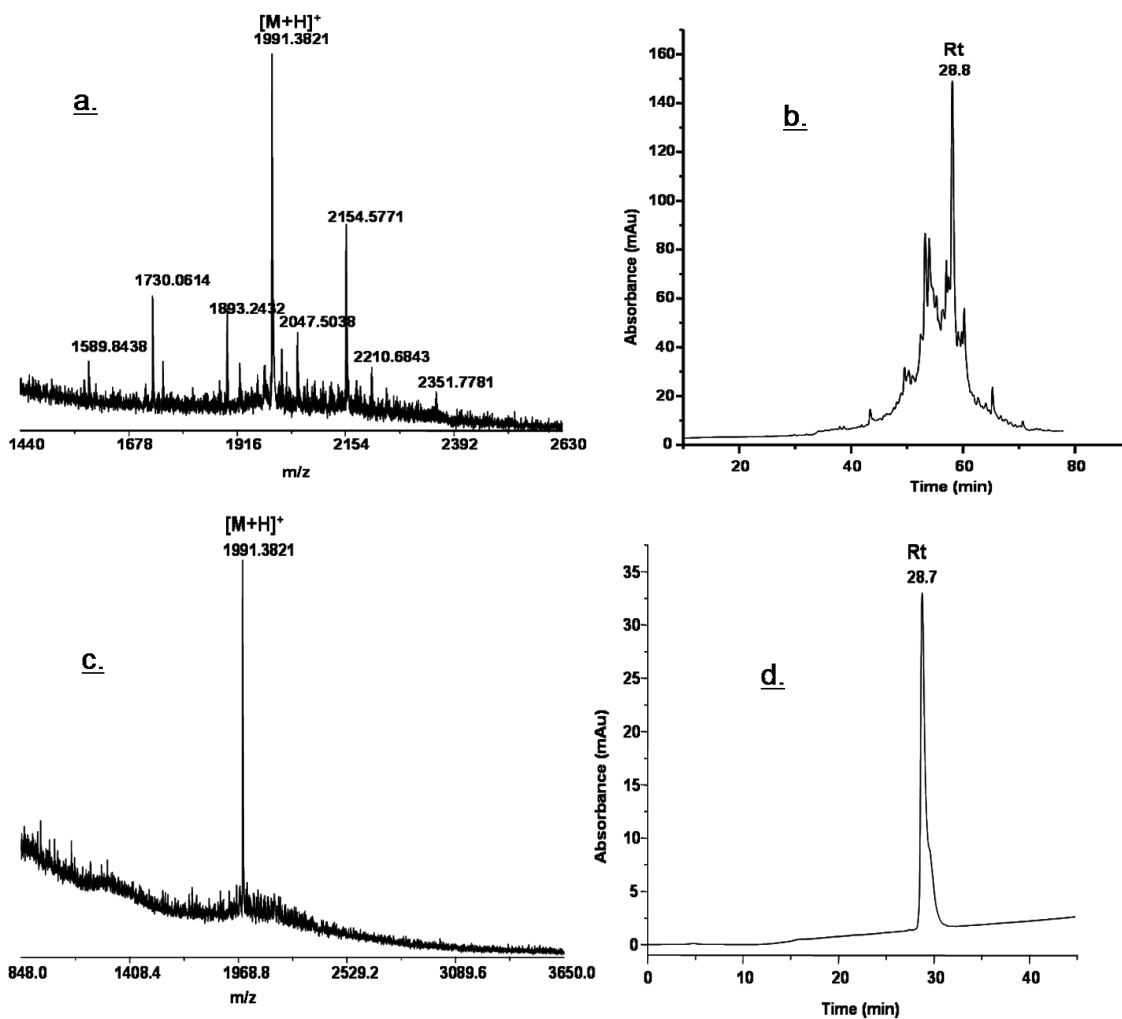 [M+H]+
1991.3821
a.
2154.5771
1730.0614
1893.2432
2047.5038
1589.8438
2210.6843
2351.7781
1440 1678 1916 2154 2392 2630
m/z
Rt
28.8
b.
160
140
120
100
80
60
40
20
0
Absorbance (mAu)
20 40 60 80
Time (min)
[M+H]+
1991.3821
c.
848.0 1408.4 1968.8 2529.2 3089.6 3650.0
m/z
Rt
28.7
d.
35
30
25
20
15
10
5
0
Absorbance (mAu)
0 10 20 30 40
Time (min)